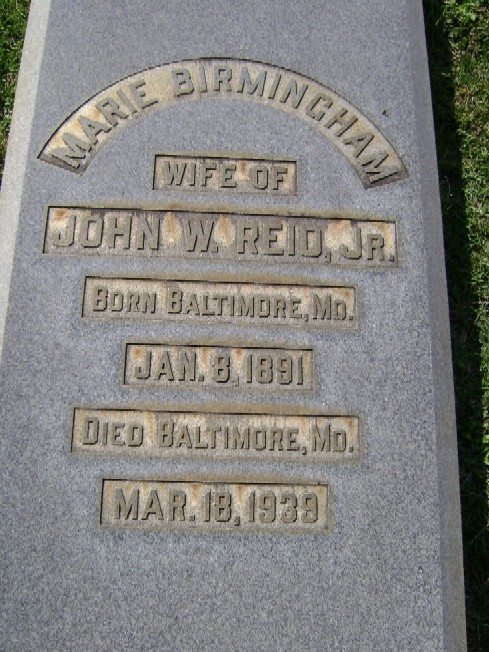 MARIE BIRMINGHAM
WIFE OF
JOHN W. REID, JR.
BORN BALTIMORE, MD.
JAN. 8, 1891
DIED BALTIMORE, MD.
MAR. 18, 1939